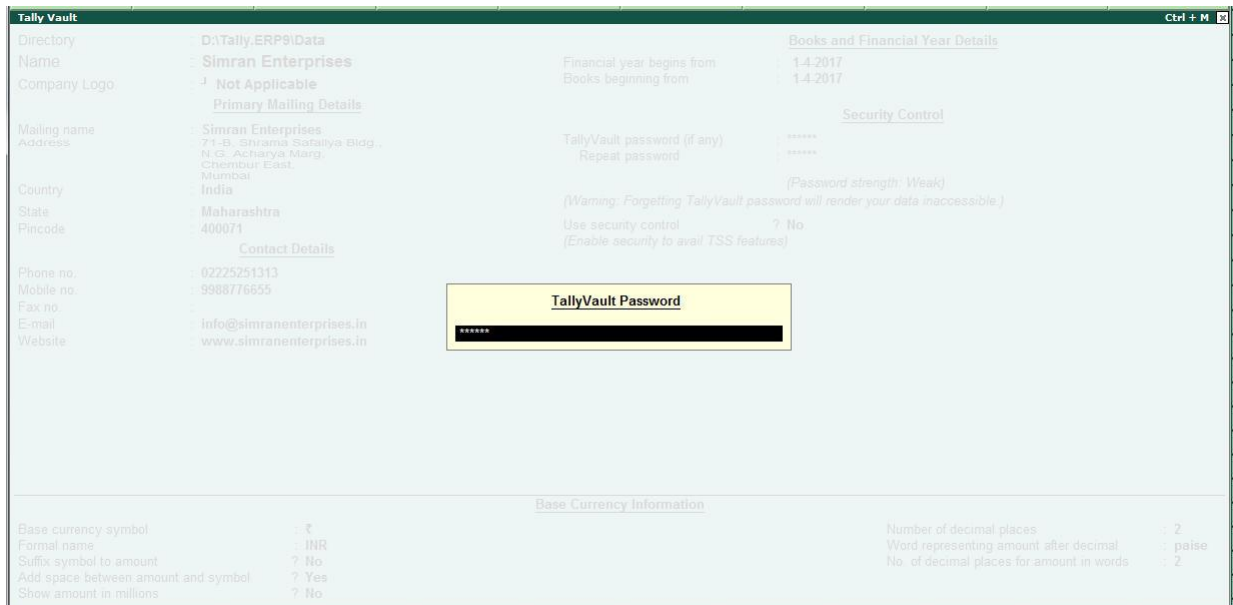 Tally Vault Ctrl + M
Directory : D:\Tally.ERP9\Data
Name : Simran Enterprises
Company Logo : ┘ Not Applicable
Primary Mailing Details
Mailing name : Simran Enterprises
Address : 71-B, Shrama Safallya Bldg.,
N.G. Acharya Marg,
Chembur East,
Mumbai
Country : India
State : Maharashtra
Pincode : 400071
Contact Details
Phone no. : 02225251313
Mobile no. : 9988776655
Fax no. :
E-mail : info@simranenterprises.in
Website : www.simranenterprises.in
Books and Financial Year Details
Financial year begins from : 1-4-2017
Books beginning from : 1-4-2017
Security Control
TallyVault password (if any) : ******
Repeat password : ******
(Password strength: Weak)
(Warning: Forgetting TallyVault password will render your data inaccessible.)
Use security control ? No
(Enable security to avail TSS features)
TallyVault Password
******
Base Currency Information
Base currency symbol : ₹
Formal name : INR
Suffix symbol to amount ? No
Add space between amount and symbol ? Yes
Show amount in millions ? No
Number of decimal places : 2
Word representing amount after decimal : paise
No. of decimal places for amount in words : 2